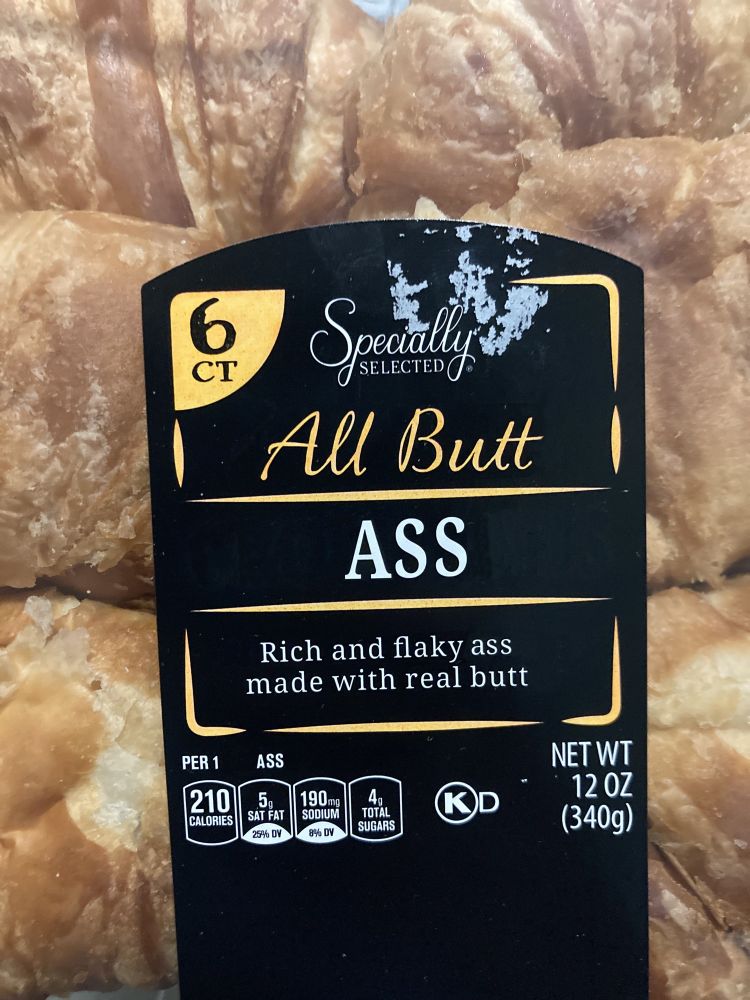 6
CT
Specially
SELECTED®
All Butt
ASS
Rich and flaky ass
made with real butt
PER 1 ASS
210
CALORIES
5g
SAT FAT
25% DV
190mg
SODIUM
8% DV
4g
TOTAL
SUGARS
K D
NET WT
12 OZ
(340g)